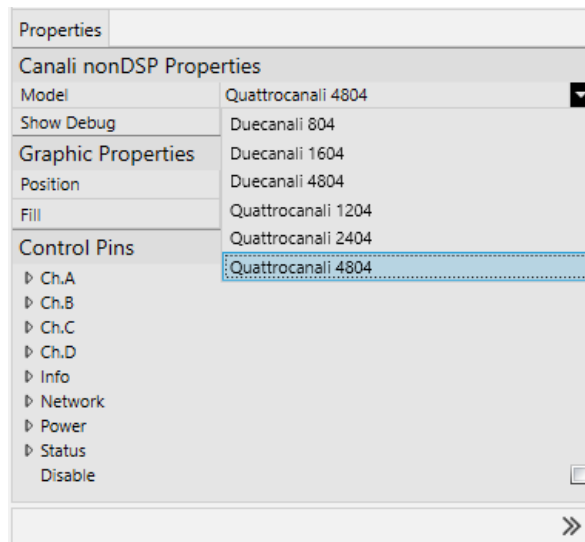 Properties
Canali nonDSP Properties
Model Quattrocanali 4804
Show Debug Duecanali 804
Duecanali 1604
Graphic Properties
Position Duecanali 4804
Fill Quattrocanali 1204
Quattrocanali 2404
Control Pins
Quattrocanali 4804
Ch.A
Ch.B
Ch.C
Ch.D
Info
Network
Power
Status
Disable